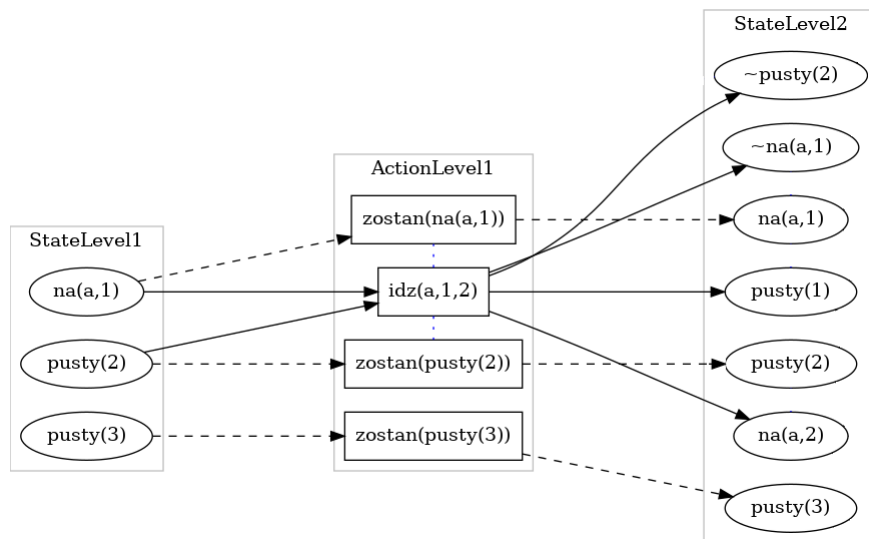 StateLevel1
na(a,1)
pusty(2)
pusty(3)
ActionLevel1
zostan(na(a,1))
idz(a,1,2)
zostan(pusty(2))
zostan(pusty(3))
StateLevel2
~pusty(2)
~na(a,1)
na(a,1)
pusty(1)
pusty(2)
na(a,2)
pusty(3)